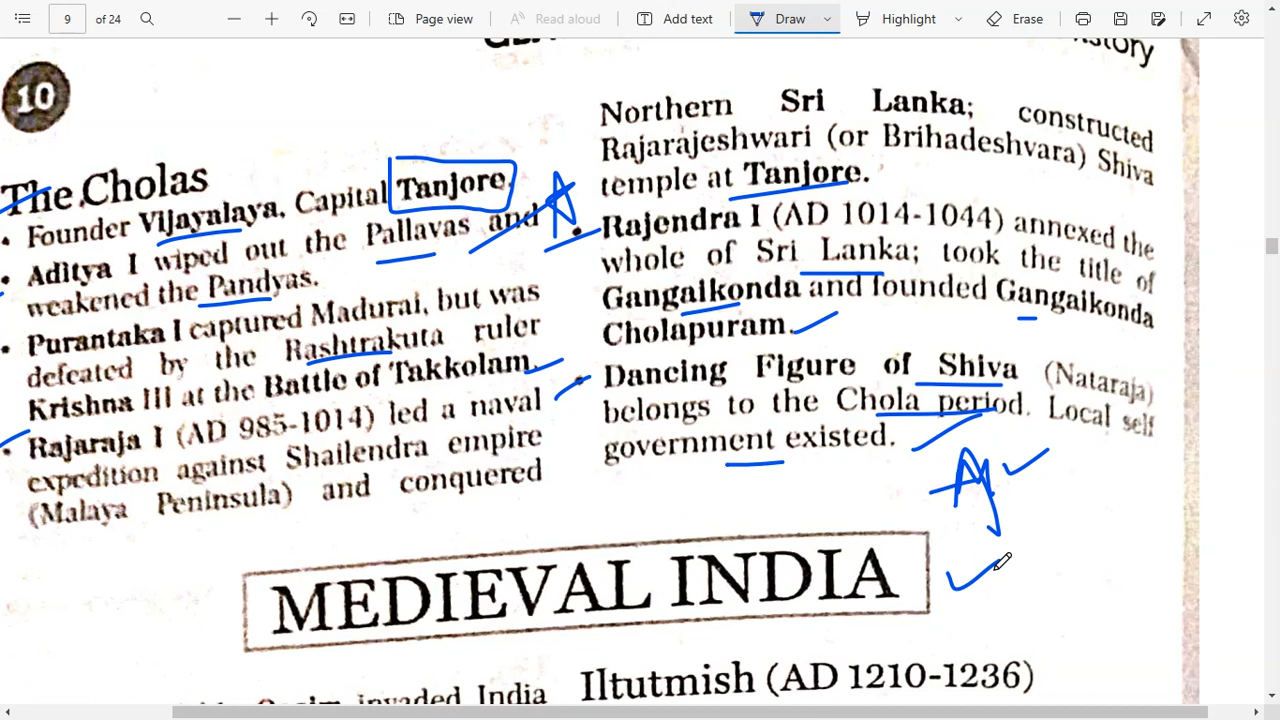 9
of 24
Page view
Read aloud
Add text
Draw
Highlight
Erase
10
The Cholas
• Founder Vijayalaya, Capital Tanjore.
• Aditya I wiped out the Pallavas and
weakened the Pandyas.
• Purantaka I captured Madurai, but was
defeated by the Rashtrakuta ruler
Krishna III at the Battle of Takkolam.
• Rajaraja I (AD 985-1014) led a naval
expedition against Shailendra empire
(Malaya Peninsula) and conquered
Northern Sri Lanka; constructed
Rajarajeshwari (or Brihadeshvara) Shiva
temple at Tanjore.
• Rajendra I (AD 1014-1044) annexed the
whole of Sri Lanka; took the title of
Gangaikonda and founded Gangaikonda
Cholapuram.
• Dancing Figure of Shiva (Nataraja)
belongs to the Chola period. Local self
government existed.
MEDIEVAL INDIA
invaded India
Iltutmish (AD 1210-1236)